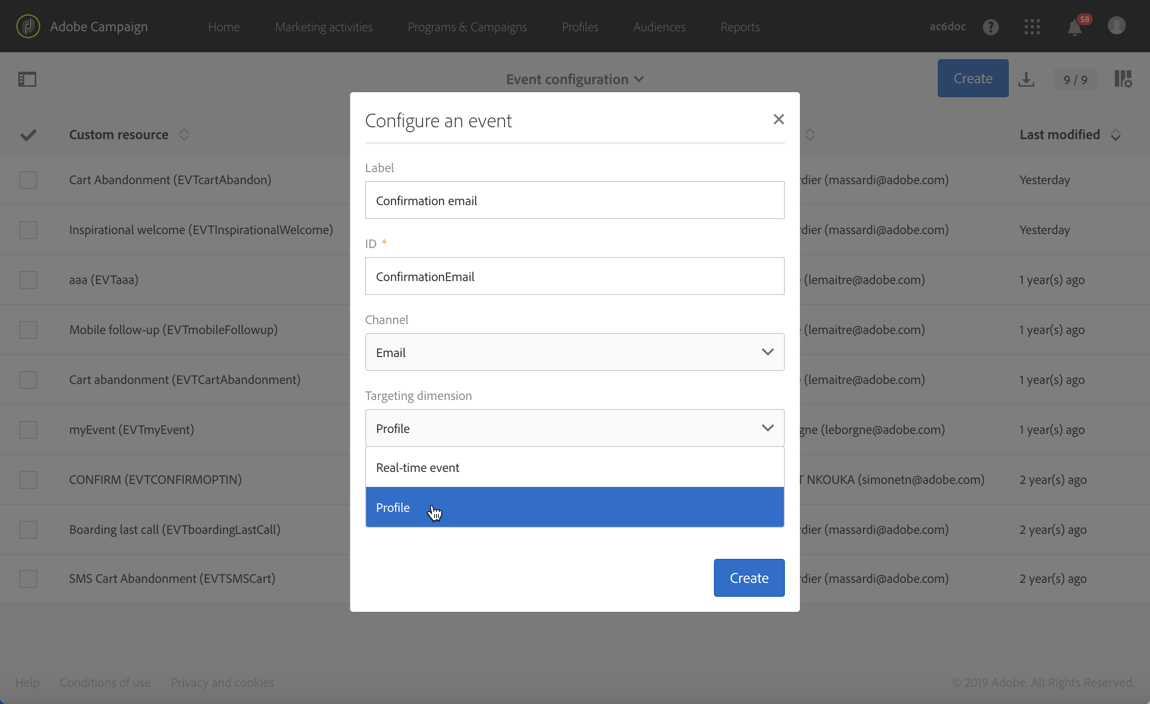 Adobe Campaign Home Marketing activities Programs & Campaigns Profiles Audiences Reports ac6doc ? 58
Event configuration Create 9 / 9
Custom resource Last modified
Cart Abandonment (EVTcartAbandon) rdier (massardi@adobe.com) Yesterday
Inspirational welcome (EVTInspirationalWelcome) rdier (massardi@adobe.com) Yesterday
aaa (EVTaaa) (lemaitre@adobe.com) 1 year(s) ago
Mobile follow-up (EVTmobileFollowup) (lemaitre@adobe.com) 1 year(s) ago
Cart abandonment (EVTCartAbandonment) (lemaitre@adobe.com) 1 year(s) ago
myEvent (EVTmyEvent) gne (leborgne@adobe.com) 1 year(s) ago
CONFIRM (EVTCONFIRMOPTIN) T NKOUKA (simonetn@adobe.com) 2 year(s) ago
Boarding last call (EVTboardingLastCall) rdier (massardi@adobe.com) 2 year(s) ago
SMS Cart Abandonment (EVTSMSCart) rdier (massardi@adobe.com) 2 year(s) ago
Configure an event
Label
Confirmation email
ID *
ConfirmationEmail
Channel
Email
Targeting dimension
Profile
Real-time event
Profile
Create
Help Conditions of use Privacy and cookies © 2019 Adobe. All Rights Reserved.